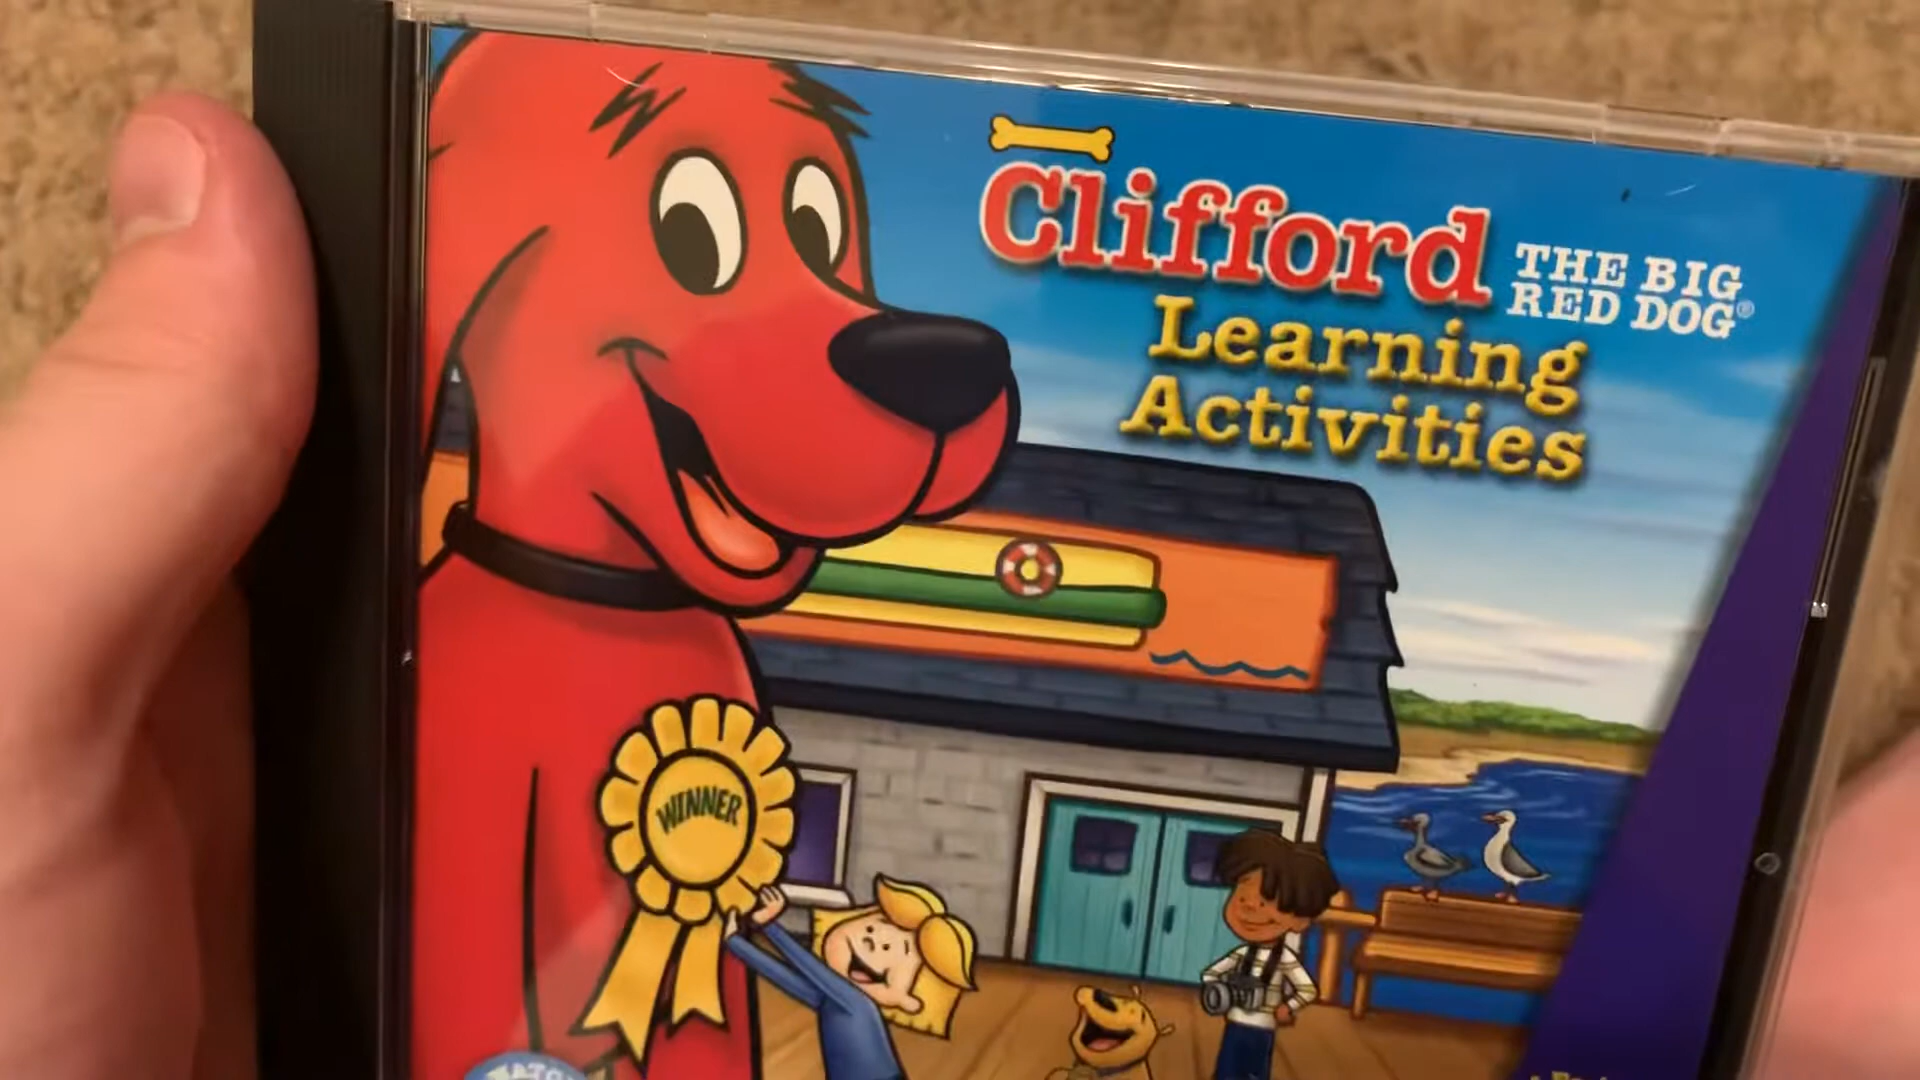 Clifford
THE BIG
RED DOG®
Learning
Activities
WINNER